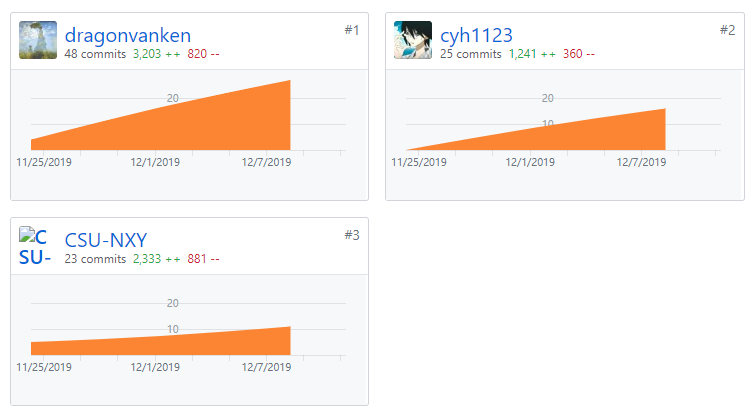 dragonvanken #1
48 commits 3,203 ++ 820 --
20
11/25/2019 12/1/2019 12/7/2019
cyh1123 #2
25 commits 1,241 ++ 360 --
20
10
11/25/2019 12/1/2019 12/7/2019
CSU-
CSU-NXY #3
23 commits 2,333 ++ 881 --
20
10
11/25/2019 12/1/2019 12/7/2019